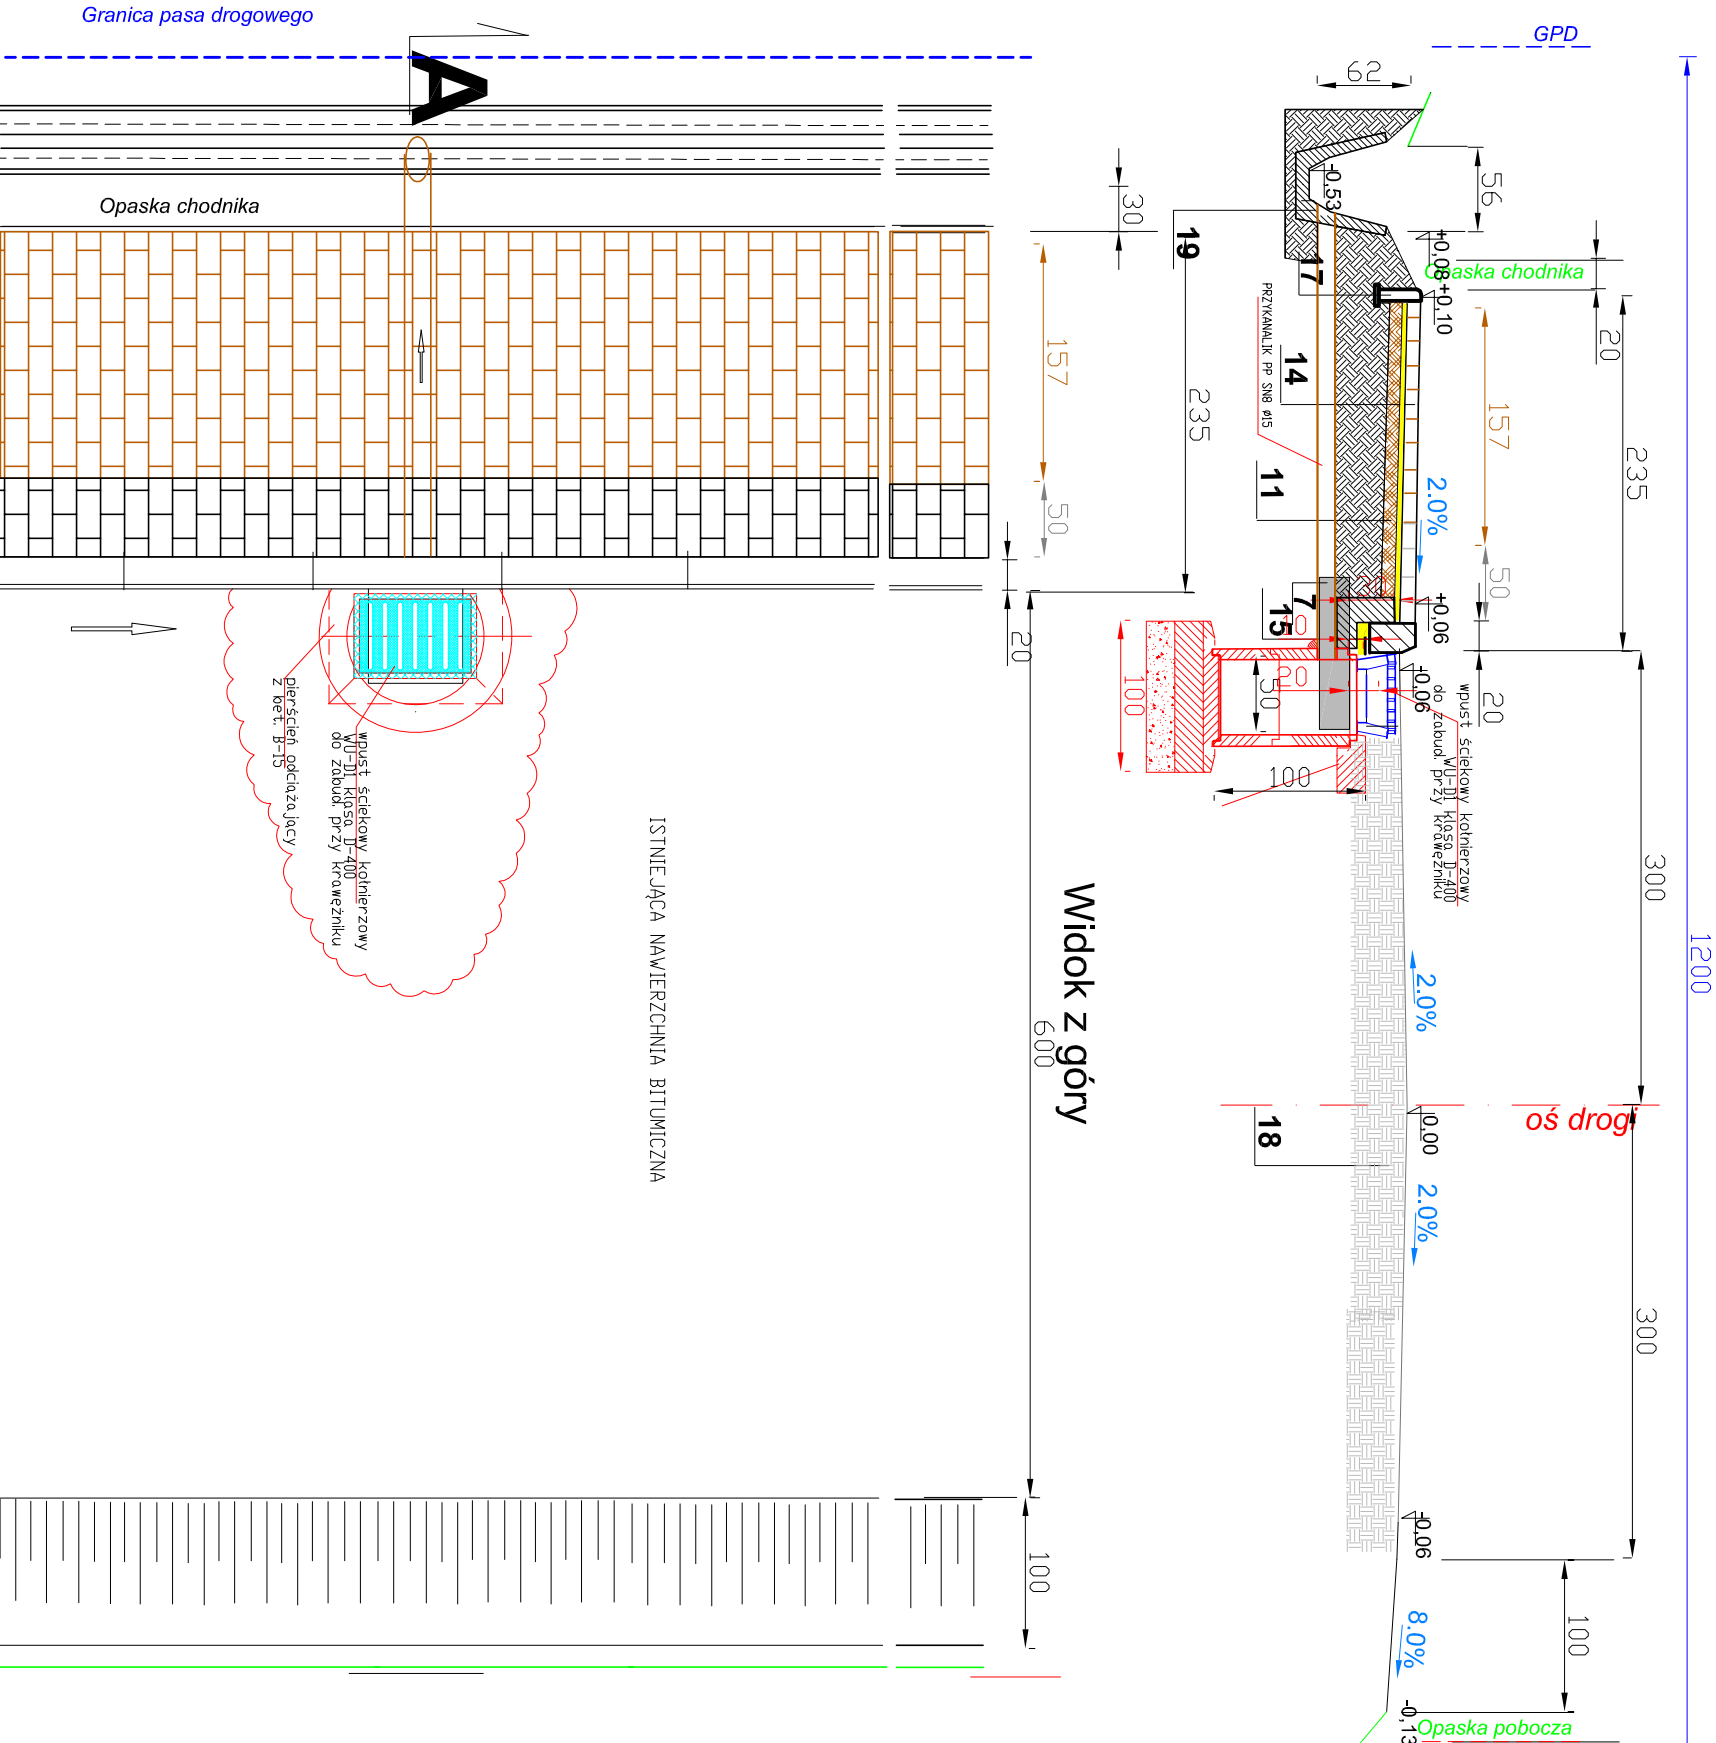 Granica pasa drogowego
GPD
A
62
Opaska chodnika
30
56
-0,53
+0,08
+0,10
Opaska chodnika
20
19
17
PRZYKANALIK PP SN8 ø15
14
11
157
157
235
235
2.0%
50
50
+0,06
7
15
10
20
20
50
100
100
-0,06
20
wpust ściekowy kołnierzowy
WU-D1 klasa D-400
do zabud. przy krawężniku
pierścień odciążający
z bet. B-15
wpust ściekowy kołnierzowy
WU-D1 klasa D-400
do zabud. przy krawężniku
ISTNIEJĄCA NAWIERZCHNIA BITUMICZNA
Widok z góry
600
300
1200
2.0%
oś drogi
0,00
18
2.0%
300
-0,06
100
100
8.0%
-0,13
Opaska pobocza